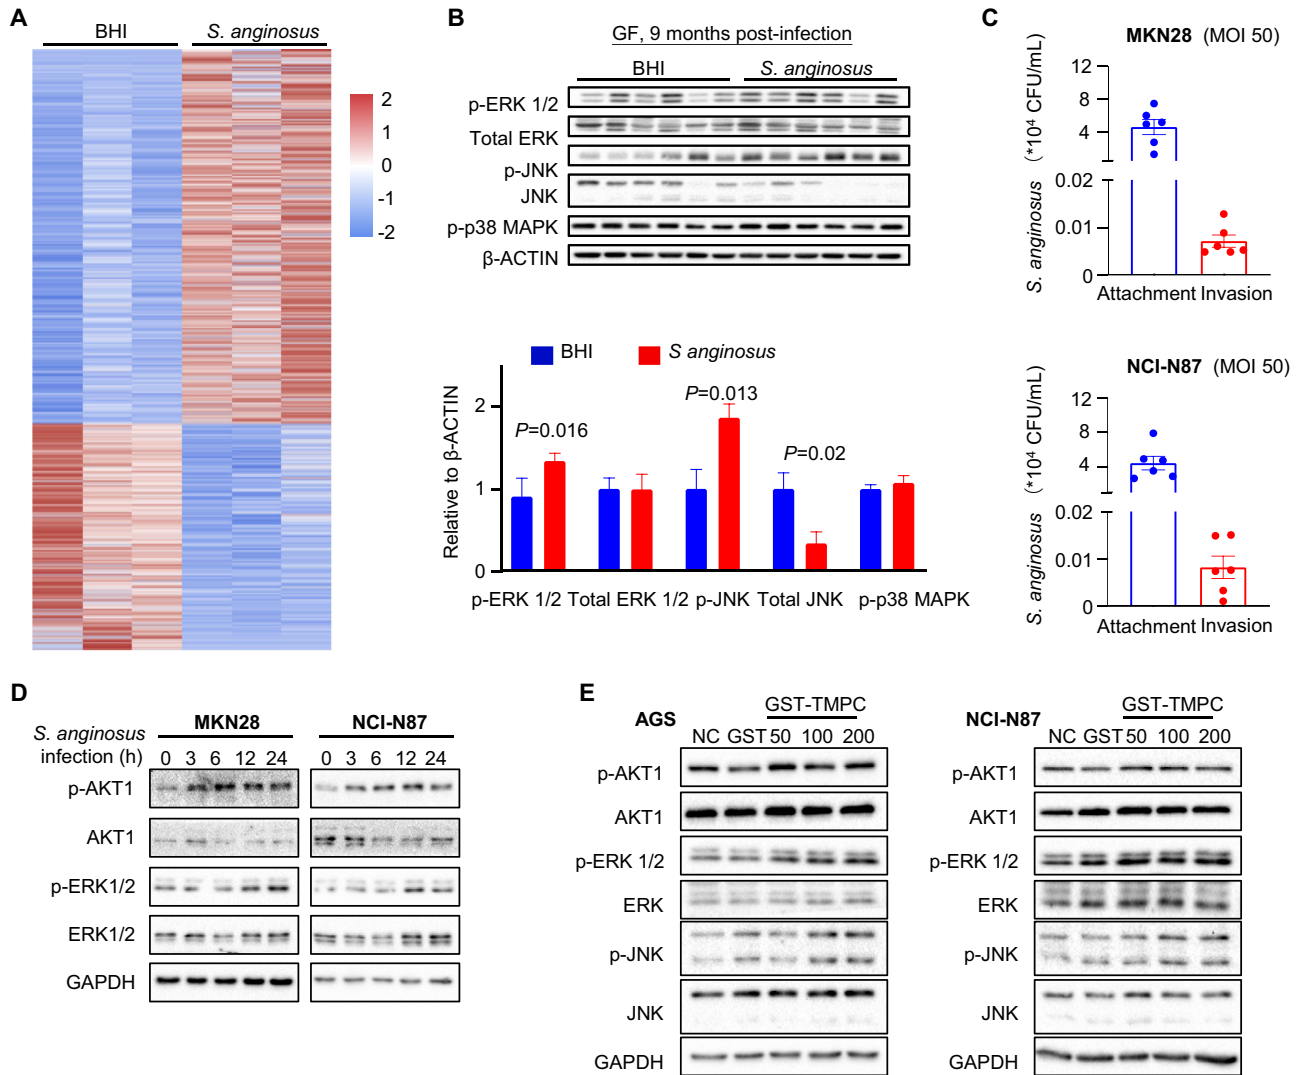 A
BHI S. anginosus
2
1
0
-1
-2
B
GF, 9 months post-infection
BHI S. anginosus
p-ERK 1/2
Total ERK
p-JNK
JNK
p-p38 MAPK
β-ACTIN
BHI S anginosus
Relative to β-ACTIN
2
1
0
P=0.016
P=0.013
P=0.02
p-ERK 1/2 Total ERK 1/2 p-JNK Total JNK p-p38 MAPK
C
MKN28 (MOI 50)
S. anginosus (*10⁴ CFU/mL)
12
8
4
0.02
0.01
0
Attachment Invasion
NCI-N87 (MOI 50)
S. anginosus (*10⁴ CFU/mL)
12
8
4
0.02
0.01
0
Attachment Invasion
D
MKN28 NCI-N87
S. anginosus
infection (h) 0 3 6 12 24 0 3 6 12 24
p-AKT1
AKT1
p-ERK1/2
ERK1/2
GAPDH
E
AGS GST-TMPC
NC GST 50 100 200
p-AKT1
AKT1
p-ERK 1/2
ERK
p-JNK
JNK
GAPDH
NCI-N87 GST-TMPC
NC GST 50 100 200
p-AKT1
AKT1
p-ERK 1/2
ERK
p-JNK
JNK
GAPDH